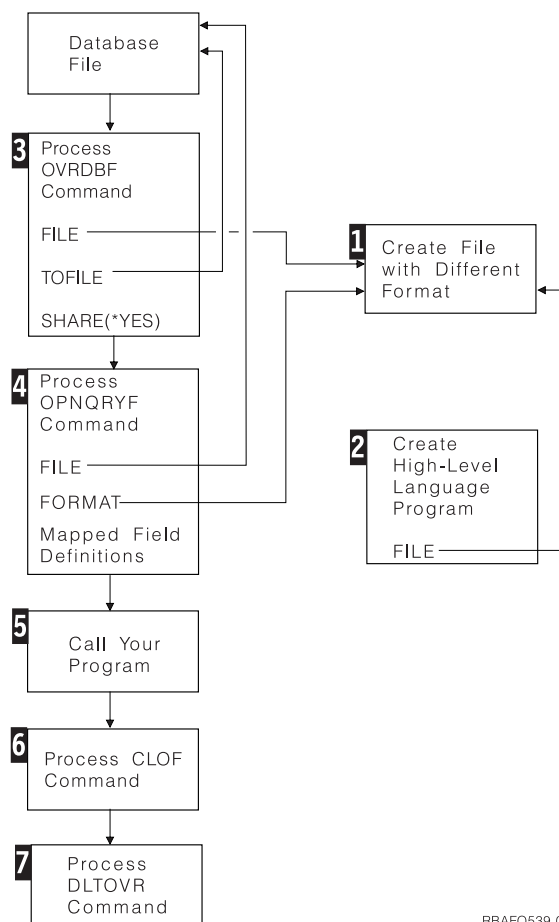 Database
File
3
Process
OVRDBF
Command
FILE
TOFILE
SHARE(*YES)
1
Create File
with Different
Format
4
Process
OPNQRYF
Command
FILE
FORMAT
Mapped Field
Definitions
2
Create
High-Level
Language
Program
FILE
5
Call Your
Program
6
Process CLOF
Command
7
Process
DLTOVR
Command